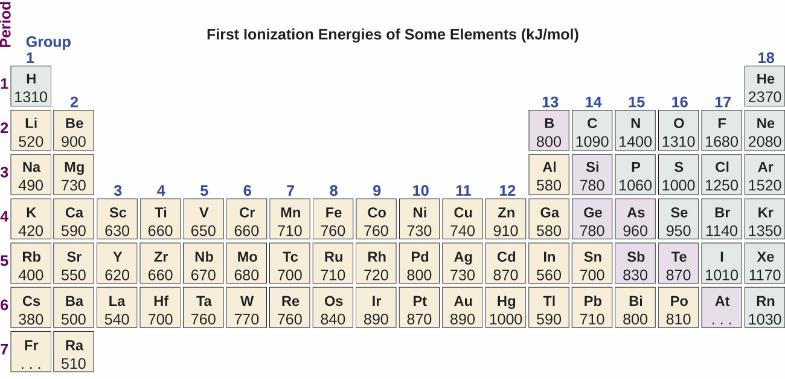 First Ionization Energies of Some Elements (kJ/mol)
Period
Group
1 18
1 H He
1310 2370
2 13 14 15 16 17
2 Li Be B C N O F Ne
520 900 800 1090 1400 1310 1680 2080
3 Na Mg Al Si P S Cl Ar
490 730 580 780 1060 1000 1250 1520
3 4 5 6 7 8 9 10 11 12
4 K Ca Sc Ti V Cr Mn Fe Co Ni Cu Zn Ga Ge As Se Br Kr
420 590 630 660 650 660 710 760 760 730 740 910 580 780 960 950 1140 1350
5 Rb Sr Y Zr Nb Mo Tc Ru Rh Pd Ag Cd In Sn Sb Te I Xe
400 550 620 660 670 680 700 710 720 800 730 870 560 700 830 870 1010 1170
6 Cs Ba La Hf Ta W Re Os Ir Pt Au Hg Tl Pb Bi Po At Rn
380 500 540 700 760 770 760 840 890 870 890 1000 590 710 800 810 . . . 1030
7 Fr Ra
. . . 510